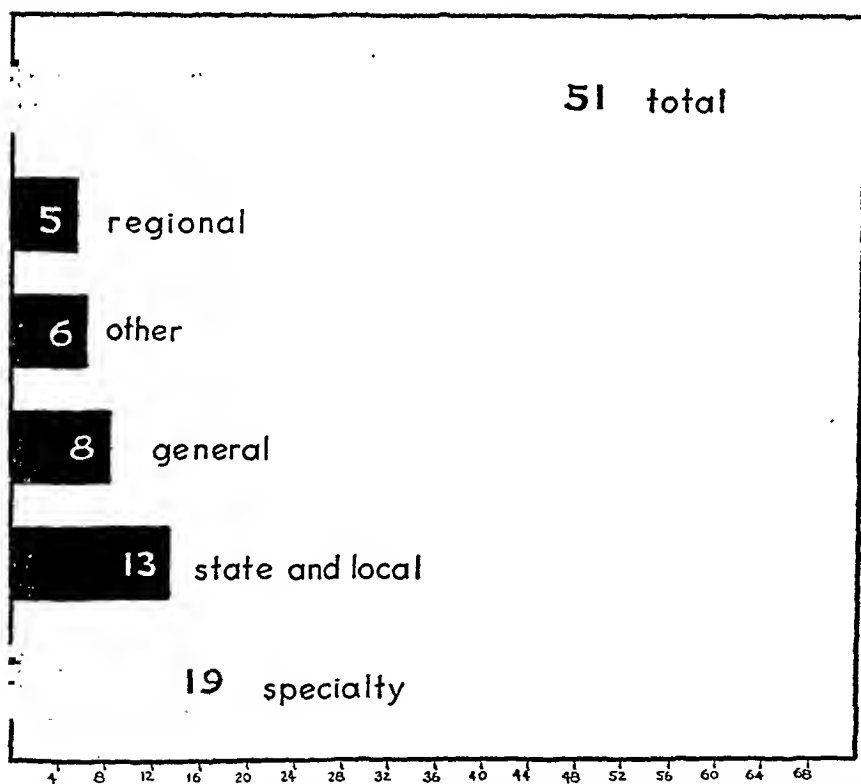 51 total
5 regional
6 other
8 general
13 state and local
19 specialty
4 8 12 16 20 24 28 32 36 40 44 48 52 56 60 64 68